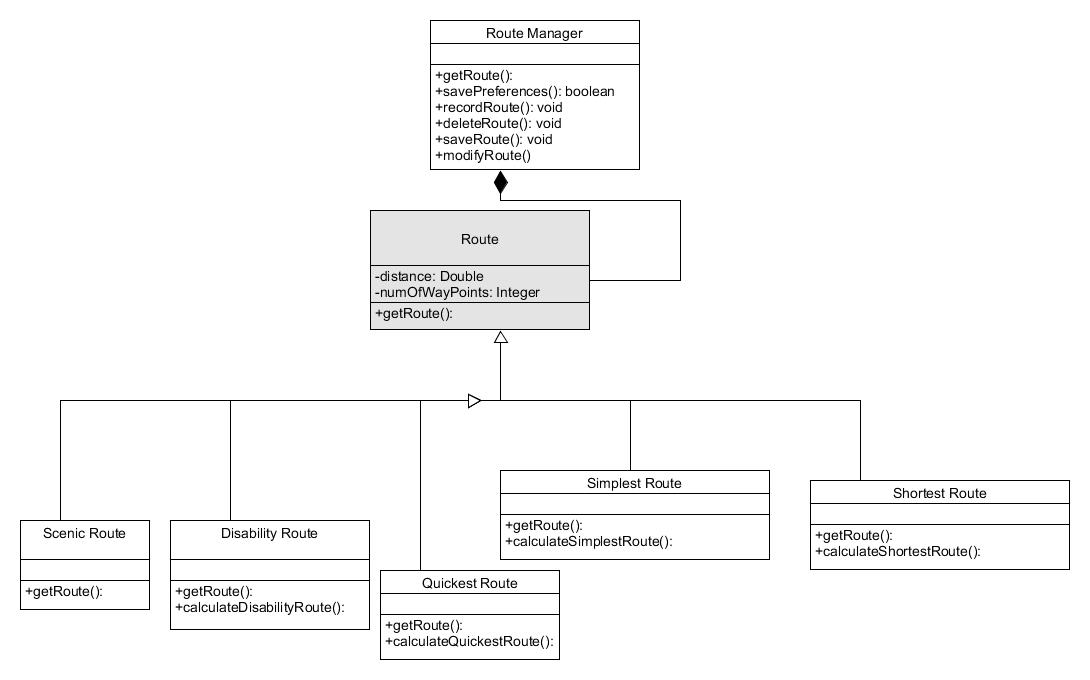 Route Manager
+getRoute():
+savePreferences(): boolean
+recordRoute(): void
+deleteRoute(): void
+saveRoute(): void
+modifyRoute()
Route
-distance: Double
-numOfWayPoints: Integer
+getRoute():
Scenic Route
+getRoute():
Disability Route
+getRoute():
+calculateDisabilityRoute():
Quickest Route
+getRoute():
+calculateQuickestRoute():
Simplest Route
+getRoute():
+calculateSimplestRoute():
Shortest Route
+getRoute():
+calculateShortestRoute():